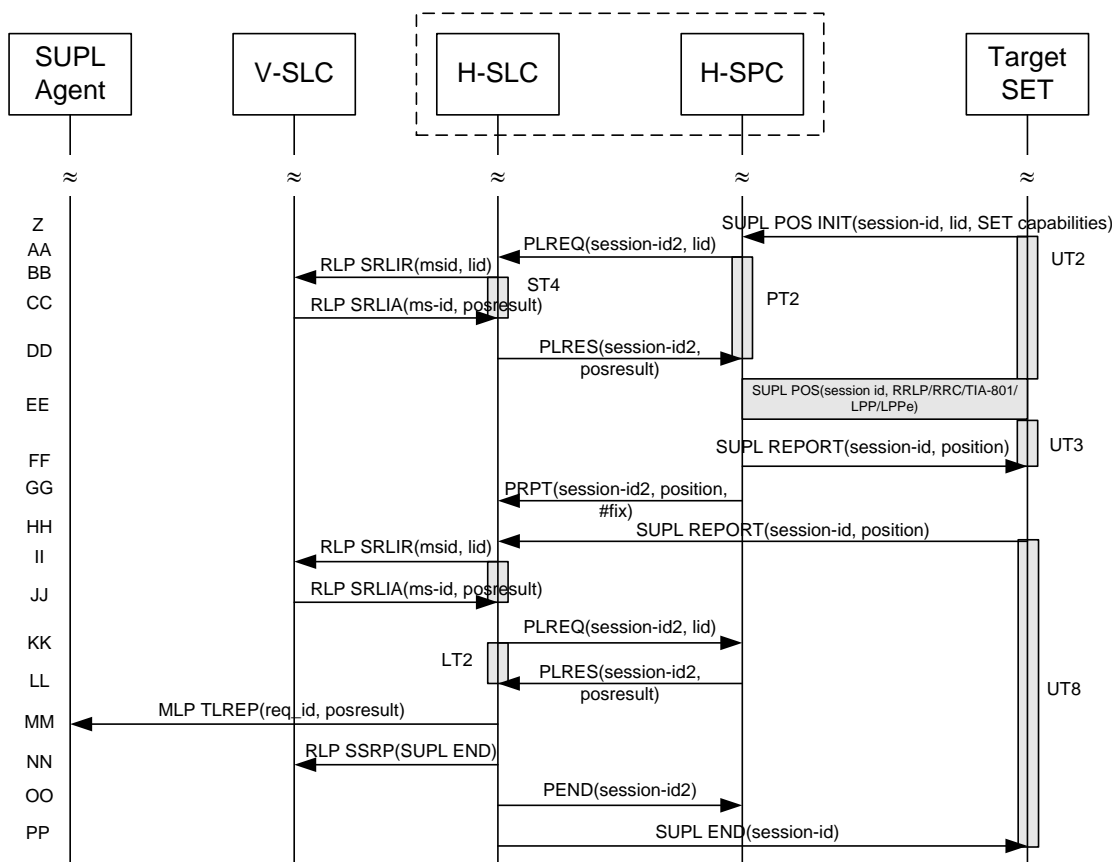 SUPL
Agent
V-SLC
H-SLC
H-SPC
Target
SET
≈ ≈ ≈ ≈ ≈
Z
SUPL POS INIT(session-id, lid, SET capabilities)
AA
PLREQ(session-id2, lid)
UT2
BB
RLP SRLIR(msid, lid)
ST4
PT2
CC
RLP SRLIA(ms-id, posresult)
DD
PLRES(session-id2,
posresult)
EE
SUPL POS(session id, RRLP/RRC/TIA-801/
LPP/LPPe)
UT3
FF
SUPL REPORT(session-id, position)
GG
PRPT(session-id2, position,
#fix)
HH
SUPL REPORT(session-id, position)
II
RLP SRLIR(msid, lid)
JJ
RLP SRLIA(ms-id, posresult)
KK
PLREQ(session-id2, lid)
LT2
LL
PLRES(session-id2,
posresult)
UT8
MM
MLP TLREP(req_id, posresult)
NN
RLP SSRP(SUPL END)
OO
PEND(session-id2)
PP
SUPL END(session-id)